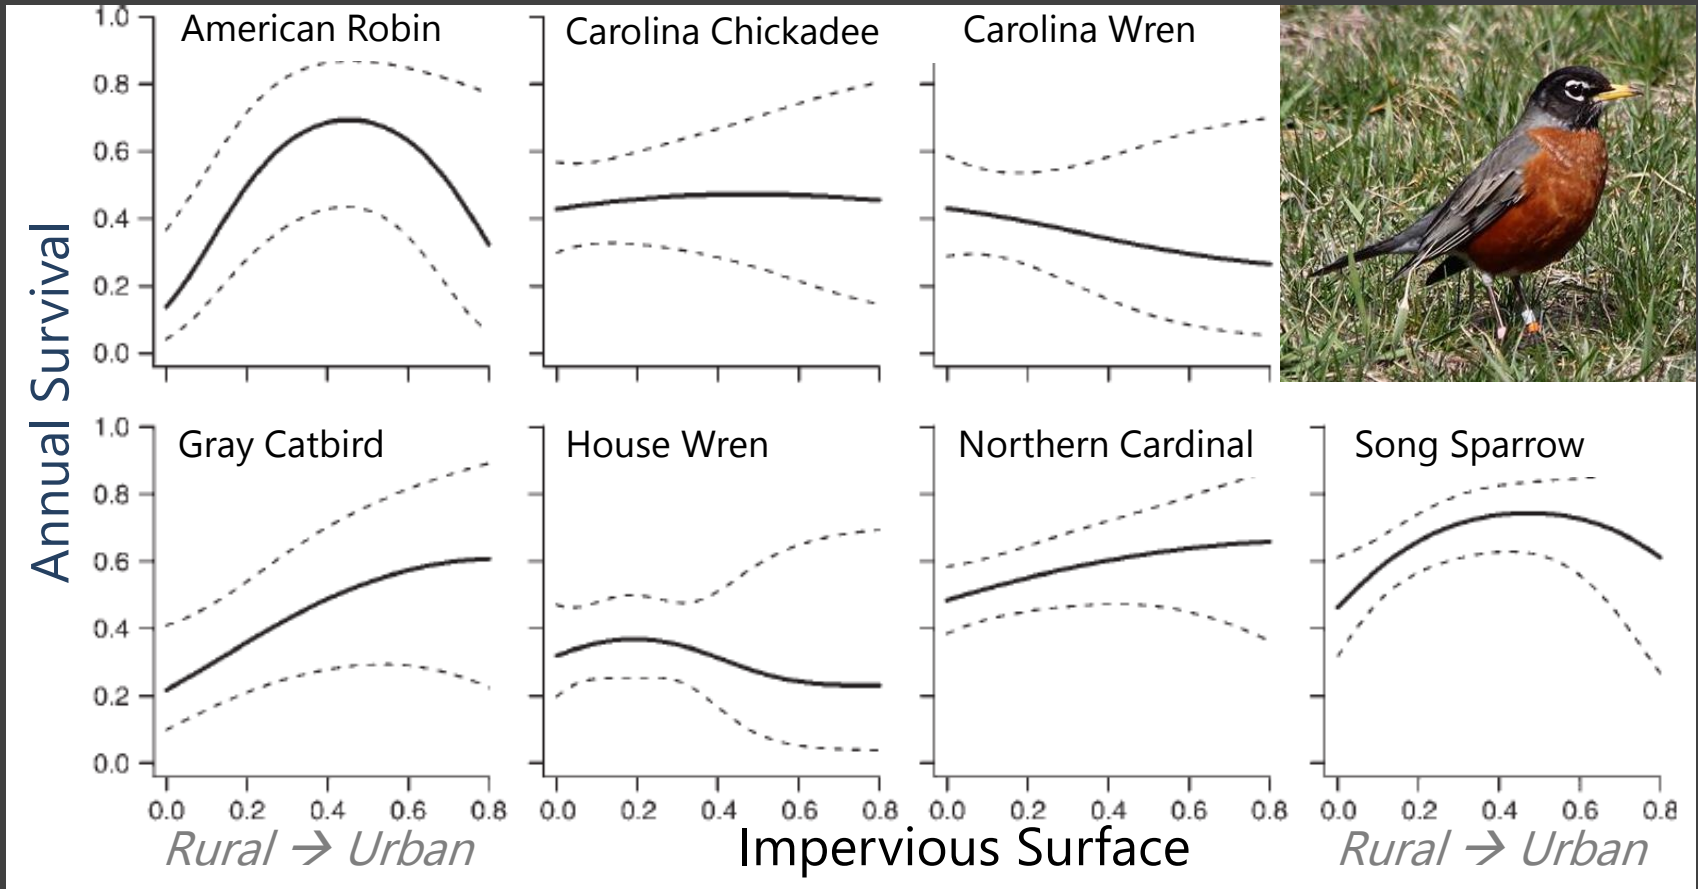 American Robin
Carolina Chickadee
Carolina Wren
1.0
0.8
0.6
0.4
0.2
0.0
Annual Survival
Gray Catbird
House Wren
Northern Cardinal
Song Sparrow
1.0
0.8
0.6
0.4
0.2
0.0
0.0 0.2 0.4 0.6 0.8 0.0 0.2 0.4 0.6 0.8 0.0 0.2 0.4 0.6 0.8 0.0 0.2 0.4 0.6 0.8
Rural → Urban
Impervious Surface
Rural → Urban